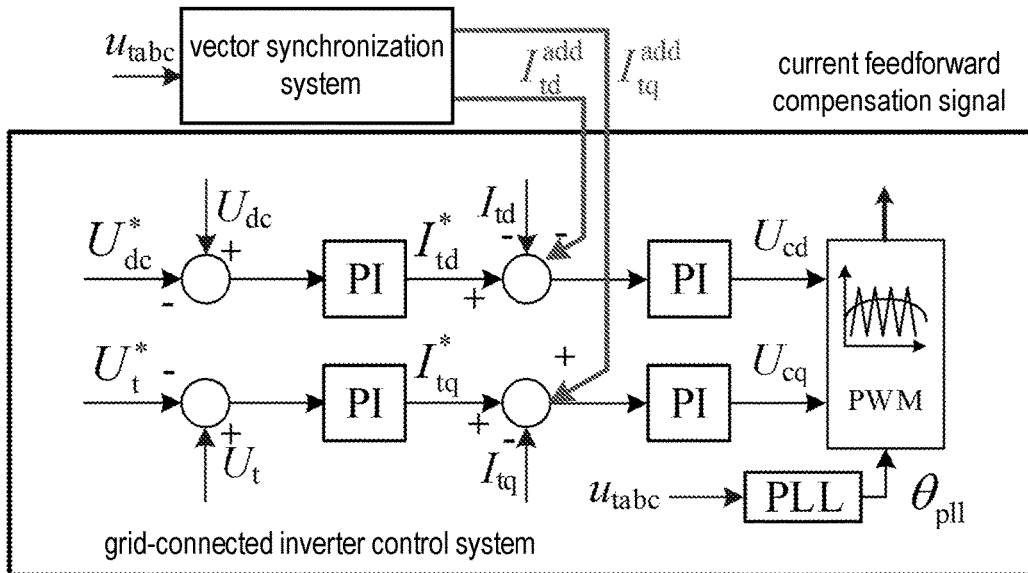 u_tabc
vector synchronization
system
I_td^add
I_tq^add
current feedforward
compensation signal
U_dc
I_td
U_dc^*
+
-
PI
I_td^*
+
-
-
PI
U_cd
U_t^*
-
+
U_t
PI
I_tq^*
+
+
-
I_tq
PI
U_cq
PWM
u_tabc
PLL
θ_pll
grid-connected inverter control system